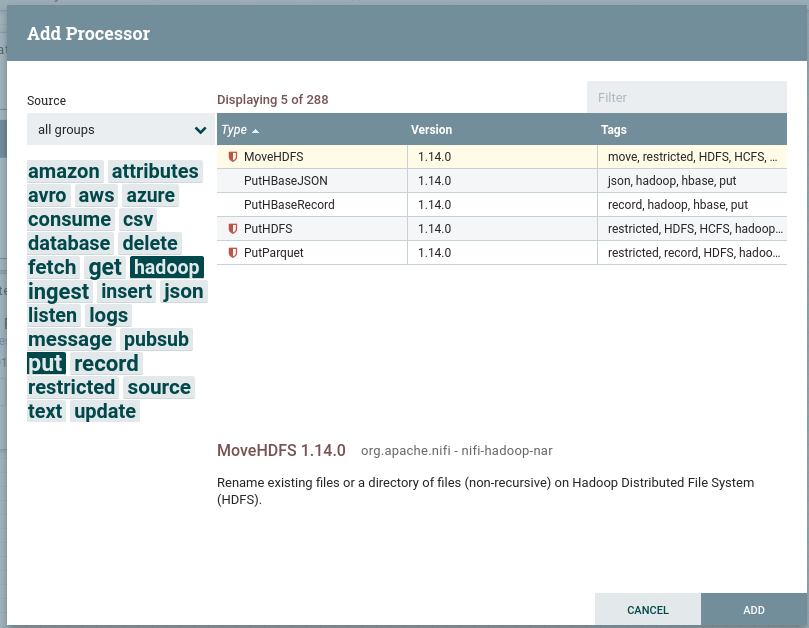 Add Processor
Source
Displaying 5 of 288
Filter
all groups
Type
Version
Tags
MoveHDFS 1.14.0 move, restricted, HDFS, HCFS, ...
PutHBaseJSON 1.14.0 json, hadoop, hbase, put
PutHBaseRecord 1.14.0 record, hadoop, hbase, put
PutHDFS 1.14.0 restricted, HDFS, HCFS, hadoop...
PutParquet 1.14.0 restricted, record, HDFS, hadoo...
amazon attributes
avro aws azure
consume csv
database delete
fetch get hadoop
ingest insert json
listen logs
message pubsub
put record
restricted source
text update
MoveHDFS 1.14.0 org.apache.nifi - nifi-hadoop-nar
Rename existing files or a directory of files (non-recursive) on Hadoop Distributed File System
(HDFS).
CANCEL
ADD